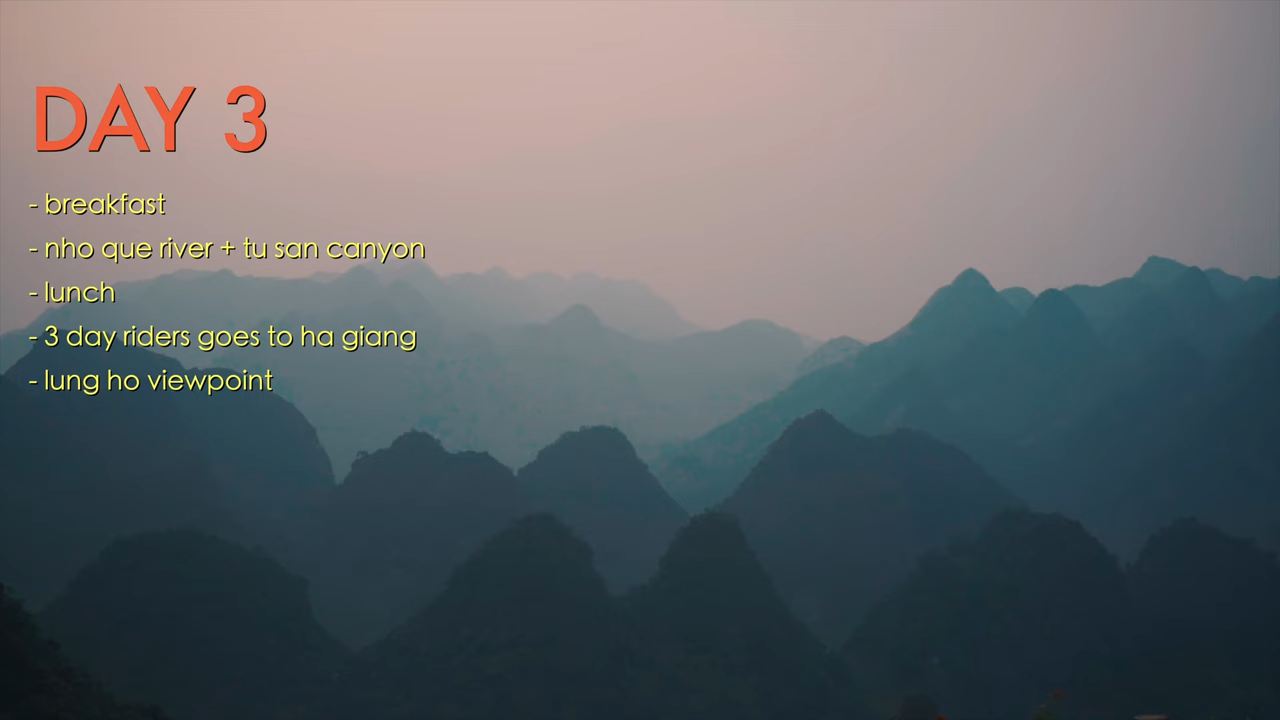 DAY 3
- breakfast
- nho que river + tu san canyon
- lunch
- 3 day riders goes to ha giang
- lung ho viewpoint